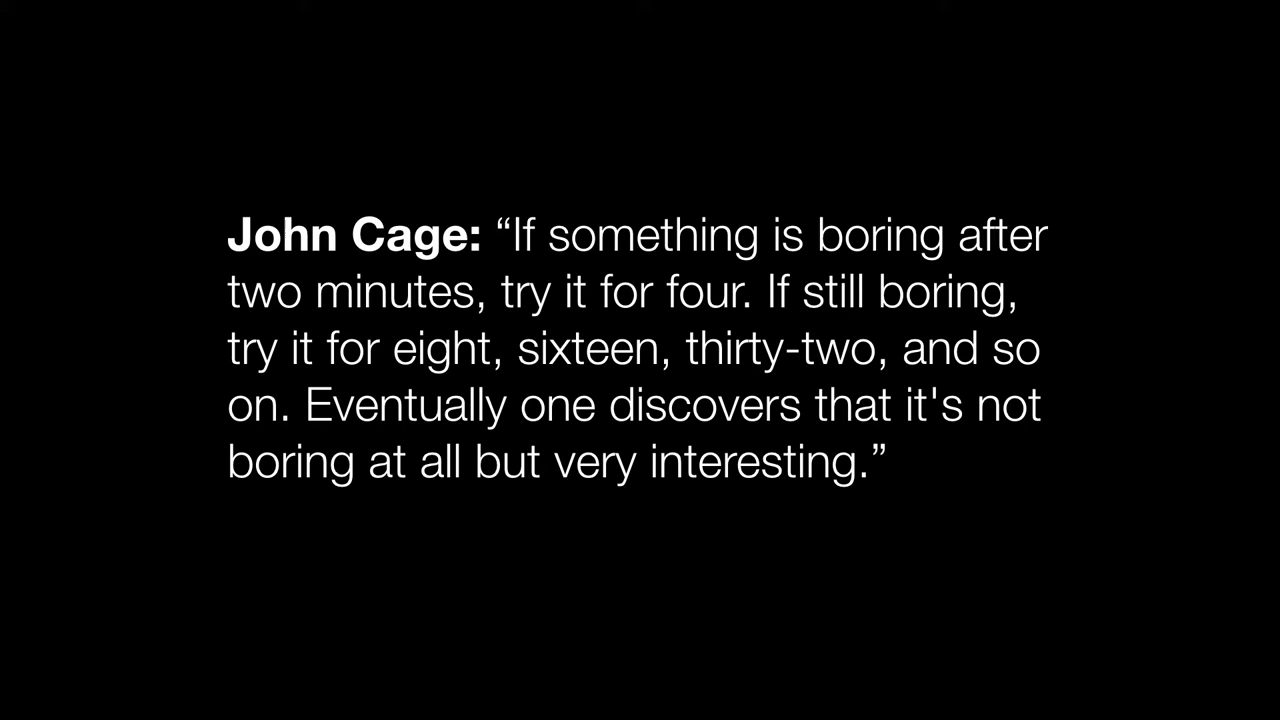 John Cage: “If something is boring after
two minutes, try it for four. If still boring,
try it for eight, sixteen, thirty-two, and so
on. Eventually one discovers that it's not
boring at all but very interesting.”